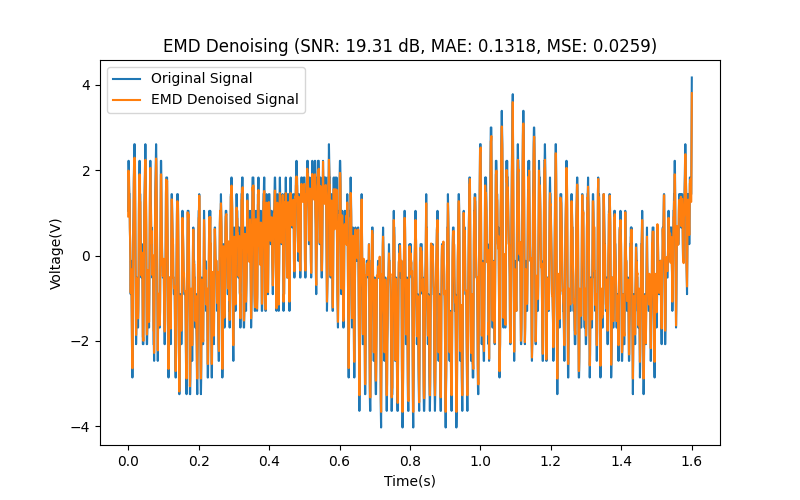 EMD Denoising (SNR: 19.31 dB, MAE: 0.1318, MSE: 0.0259)
Original Signal
EMD Denoised Signal
Voltage(V)
4
2
0
−2
−4
0.0 0.2 0.4 0.6 0.8 1.0 1.2 1.4 1.6
Time(s)